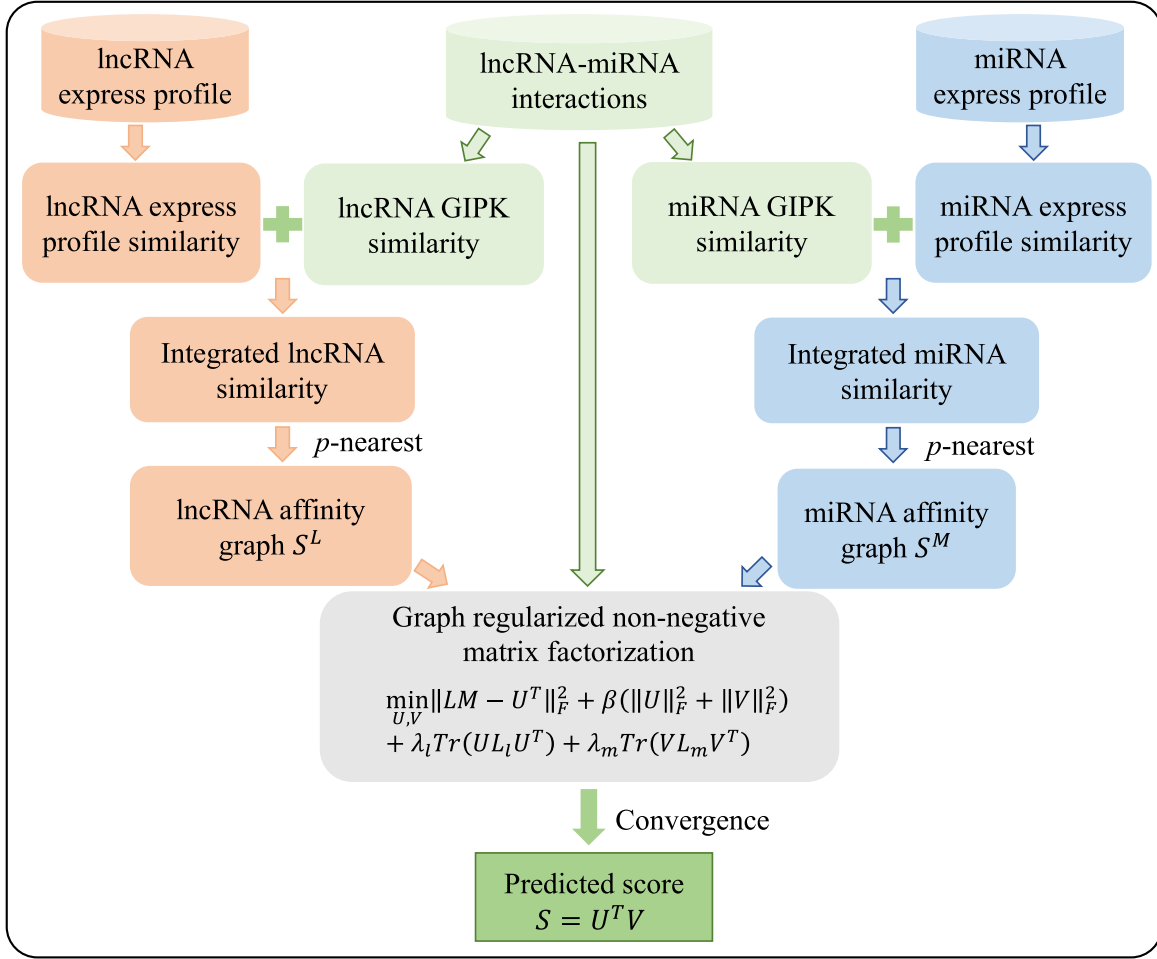 lncRNA
express profile
lncRNA-miRNA
interactions
miRNA
express profile
lncRNA express
profile similarity
lncRNA GIPK
similarity
miRNA GIPK
similarity
miRNA express
profile similarity
Integrated lncRNA
similarity
Integrated miRNA
similarity
p-nearest
p-nearest
lncRNA affinity
graph S^L
miRNA affinity
graph S^M
Graph regularized non-negative
matrix factorization
min_{U,V} ‖LM − U^T‖_F^2 + β(‖U‖_F^2 + ‖V‖_F^2)
+ λ_l Tr(UL_lU^T) + λ_m Tr(VL_mV^T)
Convergence
Predicted score
S = U^T V